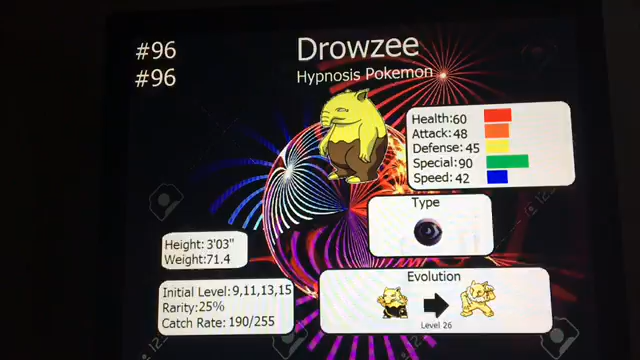 #96
#96
Drowzee
Hypnosis Pokemon
Health:60
Attack:48
Defense:45
Special:90
Speed:42
Type
Height: 3'03"
Weight:71.4
Initial Level:9,11,13,15
Rarity:25%
Catch Rate: 190/255
Evolution
Level 26